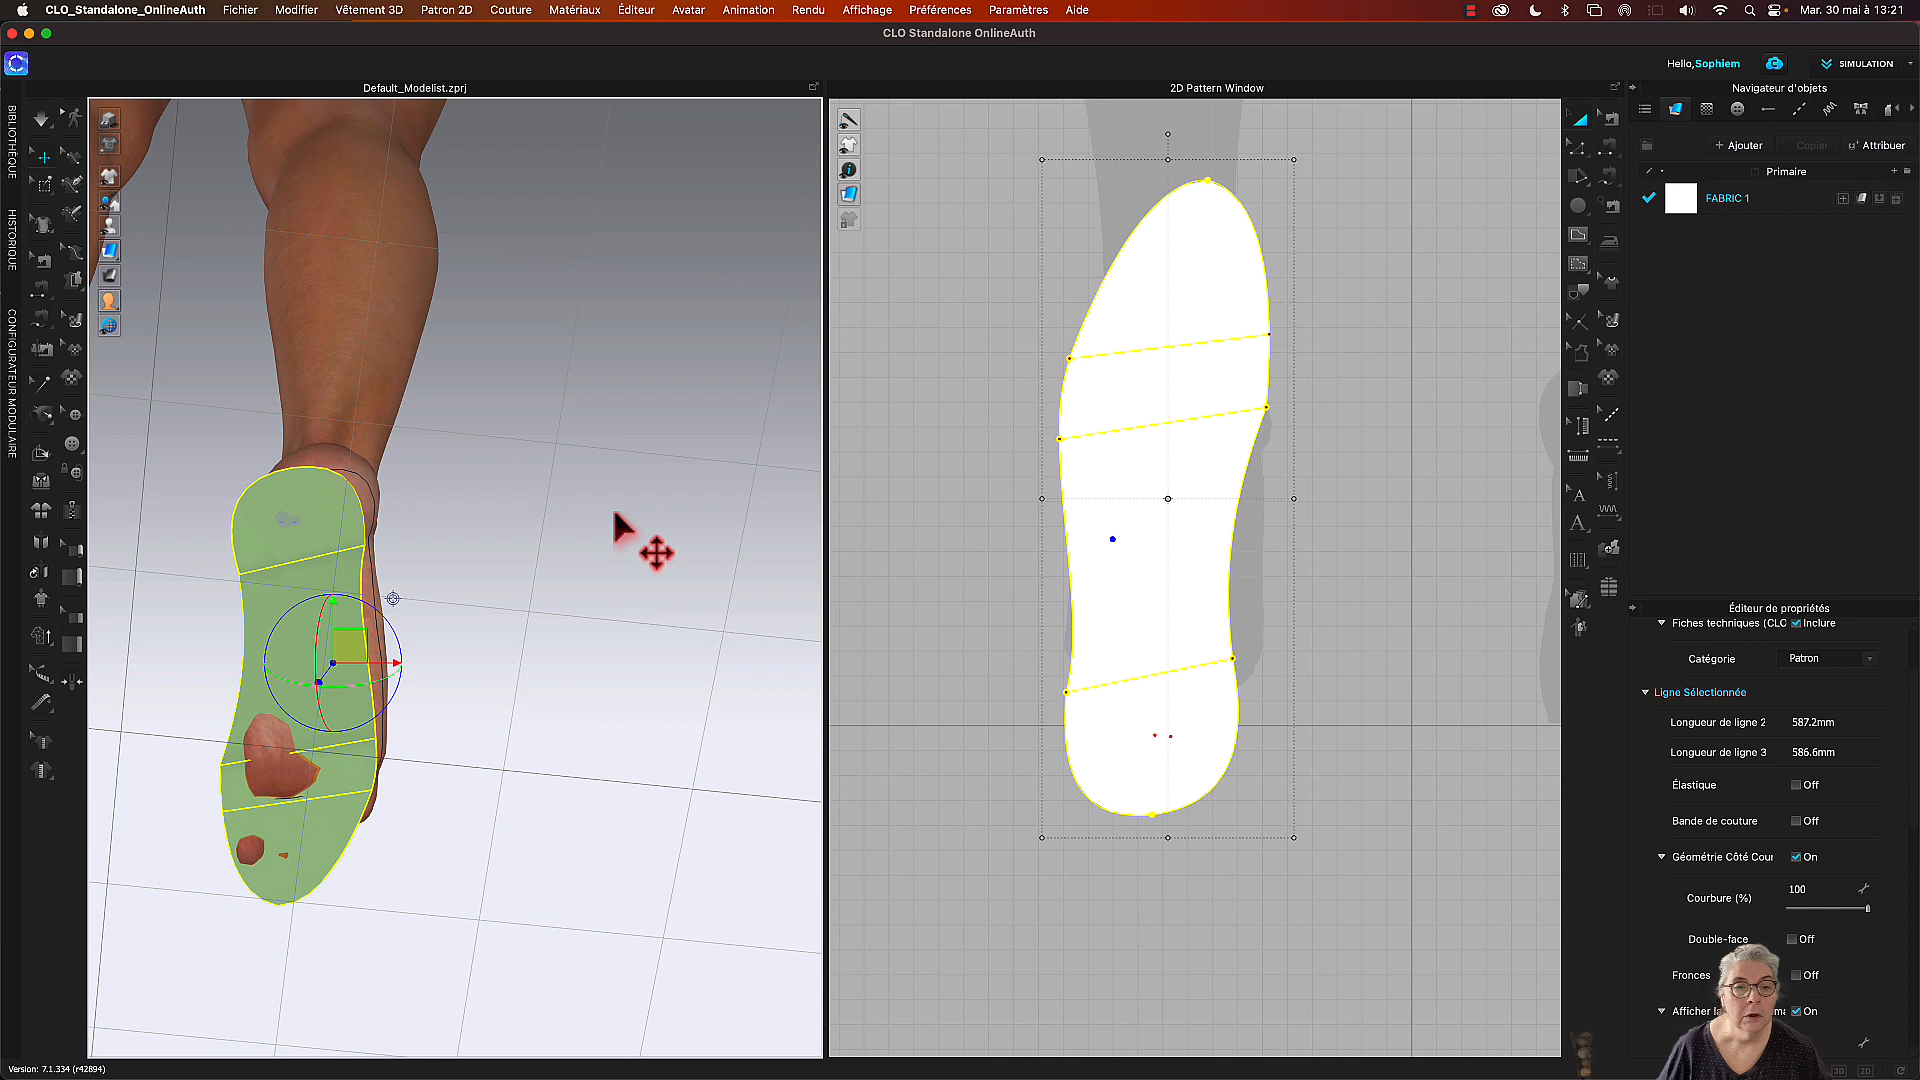 CLO_Standalone_OnlineAuth Fichier Modifier Vêtement 3D Patron 2D Couture Matériaux Éditeur Avatar Animation Rendu Affichage Préférences Paramètres Aide Mar. 30 mai à 13:21
CLO Standalone OnlineAuth
Hello,Sophiem SIMULATION
Default_Modelist.zprj 2D Pattern Window Navigateur d'objets
BIBLIOTHÈQUE
HISTORIQUE
CONFIGURATEUR MODULAIRE
+ Ajouter Copier Attribuer
Primaire
FABRIC 1
Éditeur de propriétés
Fiches techniques (CLO Inclure
Catégorie Patron
Ligne Sélectionnée
Longueur de ligne 2 587.2mm
Longueur de ligne 3 586.6mm
Élastique Off
Bande de couture Off
Géométrie Côté Cour On
Courbure (%) 100
Double-face Off
Fronces Off
Afficher la On
Version: 7.1.334 (r42894)
3D 2D